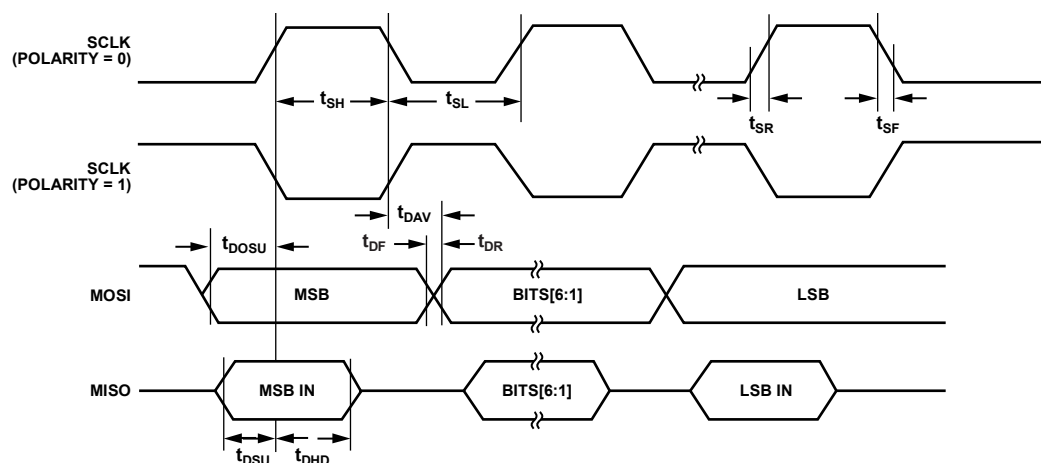 SCLK
(POLARITY = 0)
tSH
tSL
tSR
tSF
SCLK
(POLARITY = 1)
tDAV
tDOSU
tDF
tDR
MOSI
MSB
BITS[6:1]
LSB
MISO
MSB IN
BITS[6:1]
LSB IN
tDSU
tDHD